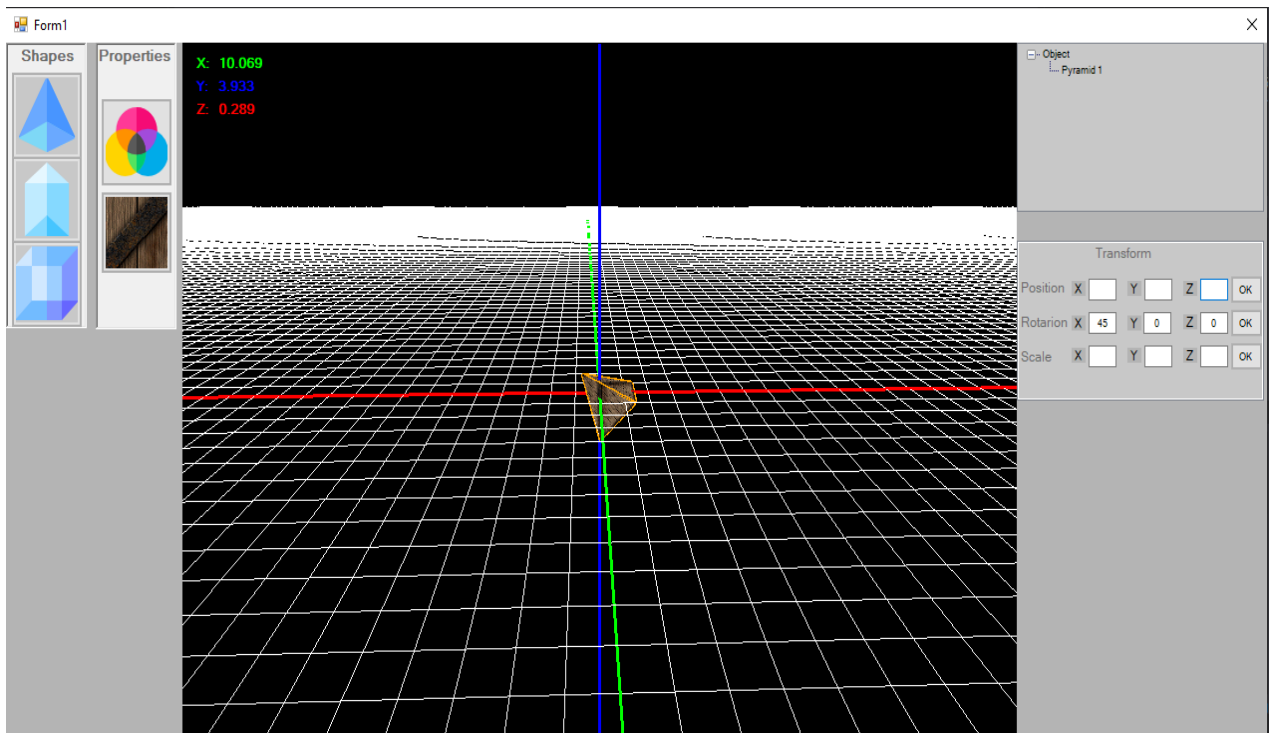 Form1
Shapes
Properties
X: 10.069
Y: 3.933
Z: 0.289
Object
Pyramid 1
Transform
Position X Y Z OK
Rotarion X 45 Y 0 Z 0 OK
Scale X Y Z OK